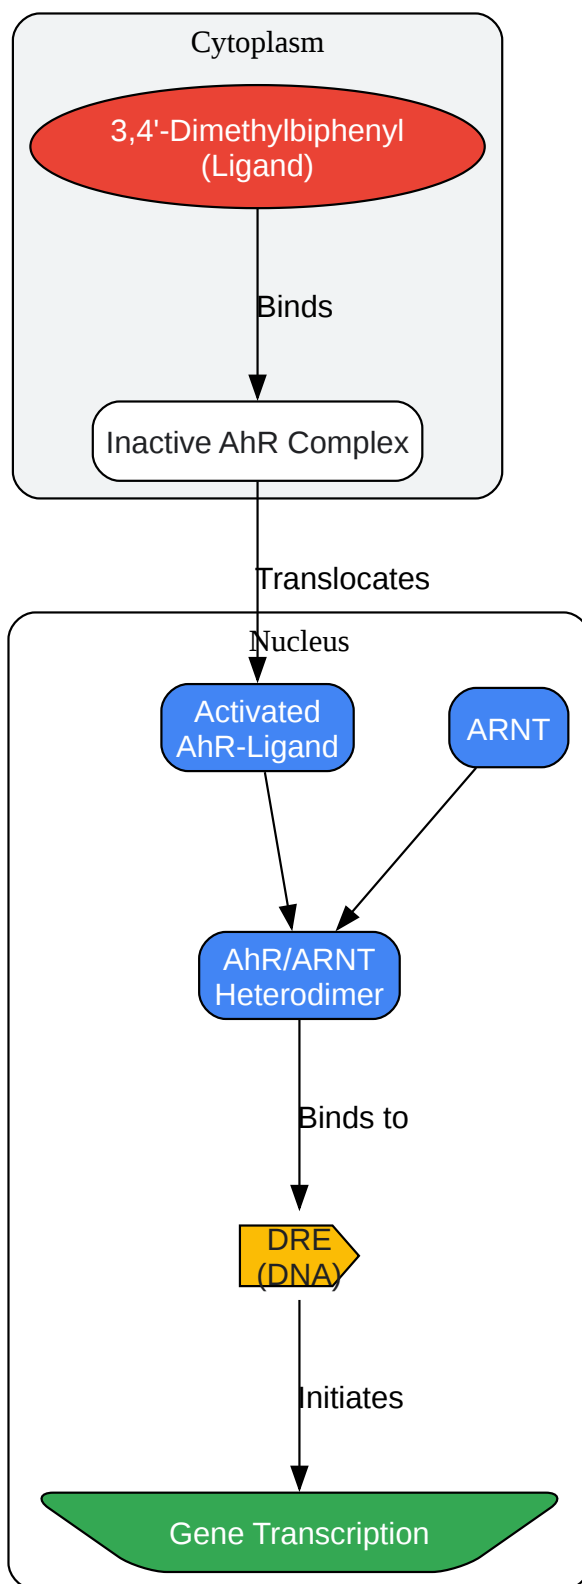 Cytoplasm
3,4'-Dimethylbiphenyl
(Ligand)
Binds
Inactive AhR Complex
Translocates
Nucleus
Activated
AhR-Ligand
ARNT
AhR/ARNT
Heterodimer
Binds to
DRE
(DNA)
Initiates
Gene Transcription